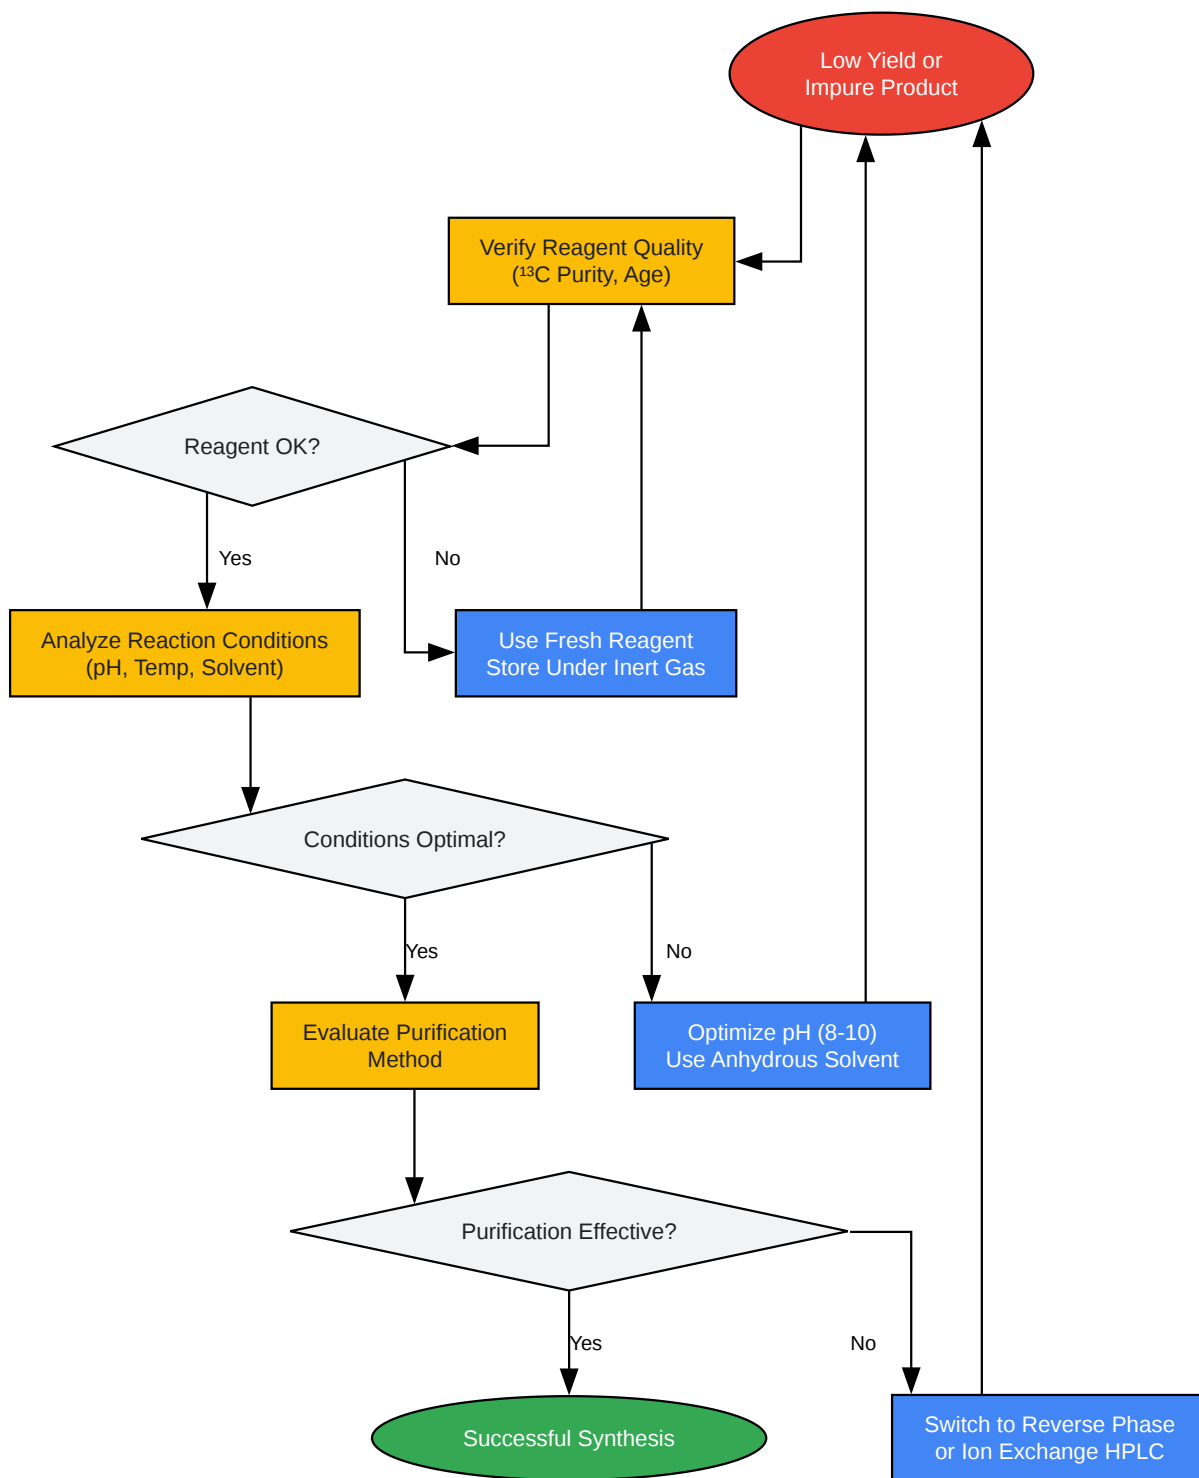 Low Yield or
Impure Product
Verify Reagent Quality
(¹³C Purity, Age)
Reagent OK?
Yes
No
Analyze Reaction Conditions
(pH, Temp, Solvent)
Use Fresh Reagent
Store Under Inert Gas
Conditions Optimal?
Yes
No
Evaluate Purification
Method
Optimize pH (8-10)
Use Anhydrous Solvent
Purification Effective?
Yes
No
Successful Synthesis
Switch to Reverse Phase
or Ion Exchange HPLC